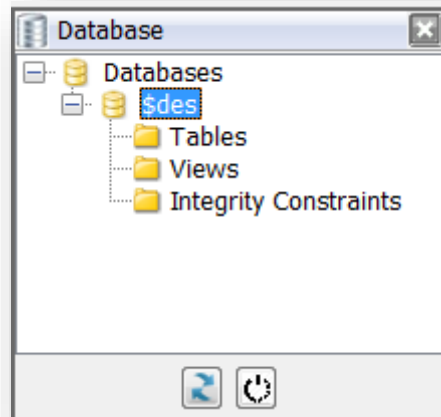 Database
Databases
$des
Tables
Views
Integrity Constraints